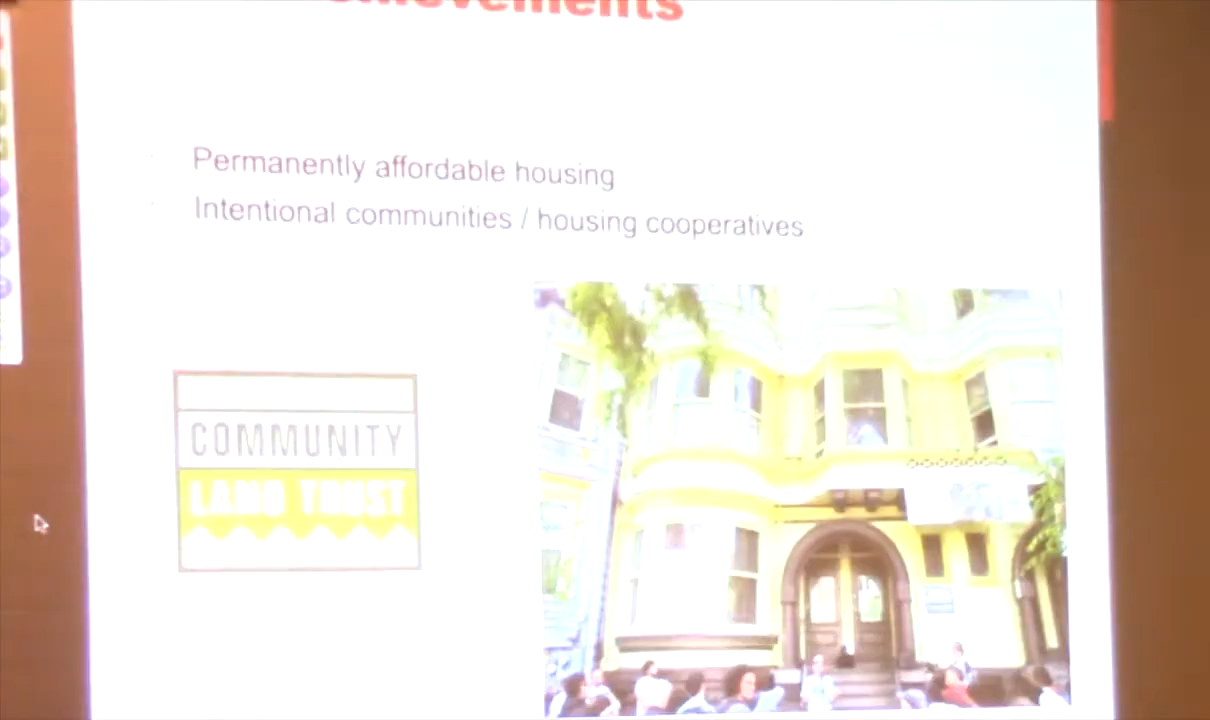 Permanently affordable housing
Intentional communities / housing cooperatives
COMMUNITY
LAND TRUST